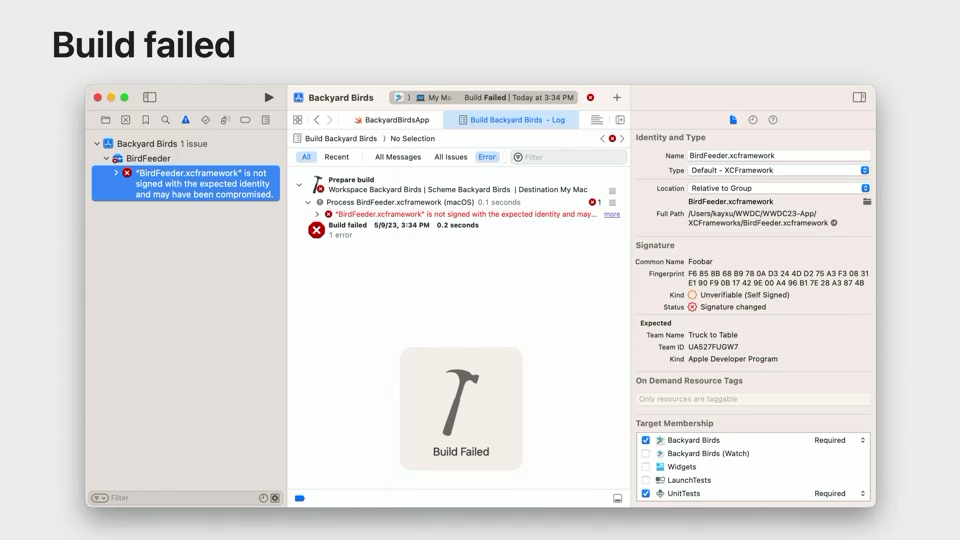 Build failed
Backyard Birds
My Ma
Build Failed | Today at 3:34 PM
BackyardBirdsApp
Build Backyard Birds - Log
Backyard Birds 1 issue
BirdFeeder
"BirdFeeder.xcframework" is not
signed with the expected identity
and may have been compromised.
Filter
Build Backyard Birds
No Selection
All
Recent
All Messages
All Issues
Error
Filter
Prepare build
Workspace Backyard Birds | Scheme Backyard Birds | Destination My Mac
Process BirdFeeder.xcframework (macOS) 0.1 seconds
1
"BirdFeeder.xcframework" is not signed with the expected identity and may... more
Build failed 5/9/23, 3:34 PM 0.2 seconds
1 error
Build Failed
Identity and Type
Name BirdFeeder.xcframework
Type Default - XCFramework
Location Relative to Group
BirdFeeder.xcframework
Full Path /Users/kayxu/WWDC/WWDC23-App/
XCFrameworks/BirdFeeder.xcframework
Signature
Common Name Foobar
Fingerprint F6 85 8B 68 B9 78 0A D3 24 4D D2 75 A3 F3 08 31
E1 90 F9 0B 17 42 9E 00 A4 96 B1 7E 28 A3 87 4B
Kind Unverifiable (Self Signed)
Status Signature changed
Expected
Team Name Truck to Table
Team ID UA527FUGW7
Kind Apple Developer Program
On Demand Resource Tags
Only resources are taggable
Target Membership
Backyard Birds Required
Backyard Birds (Watch)
Widgets
LaunchTests
UnitTests Required